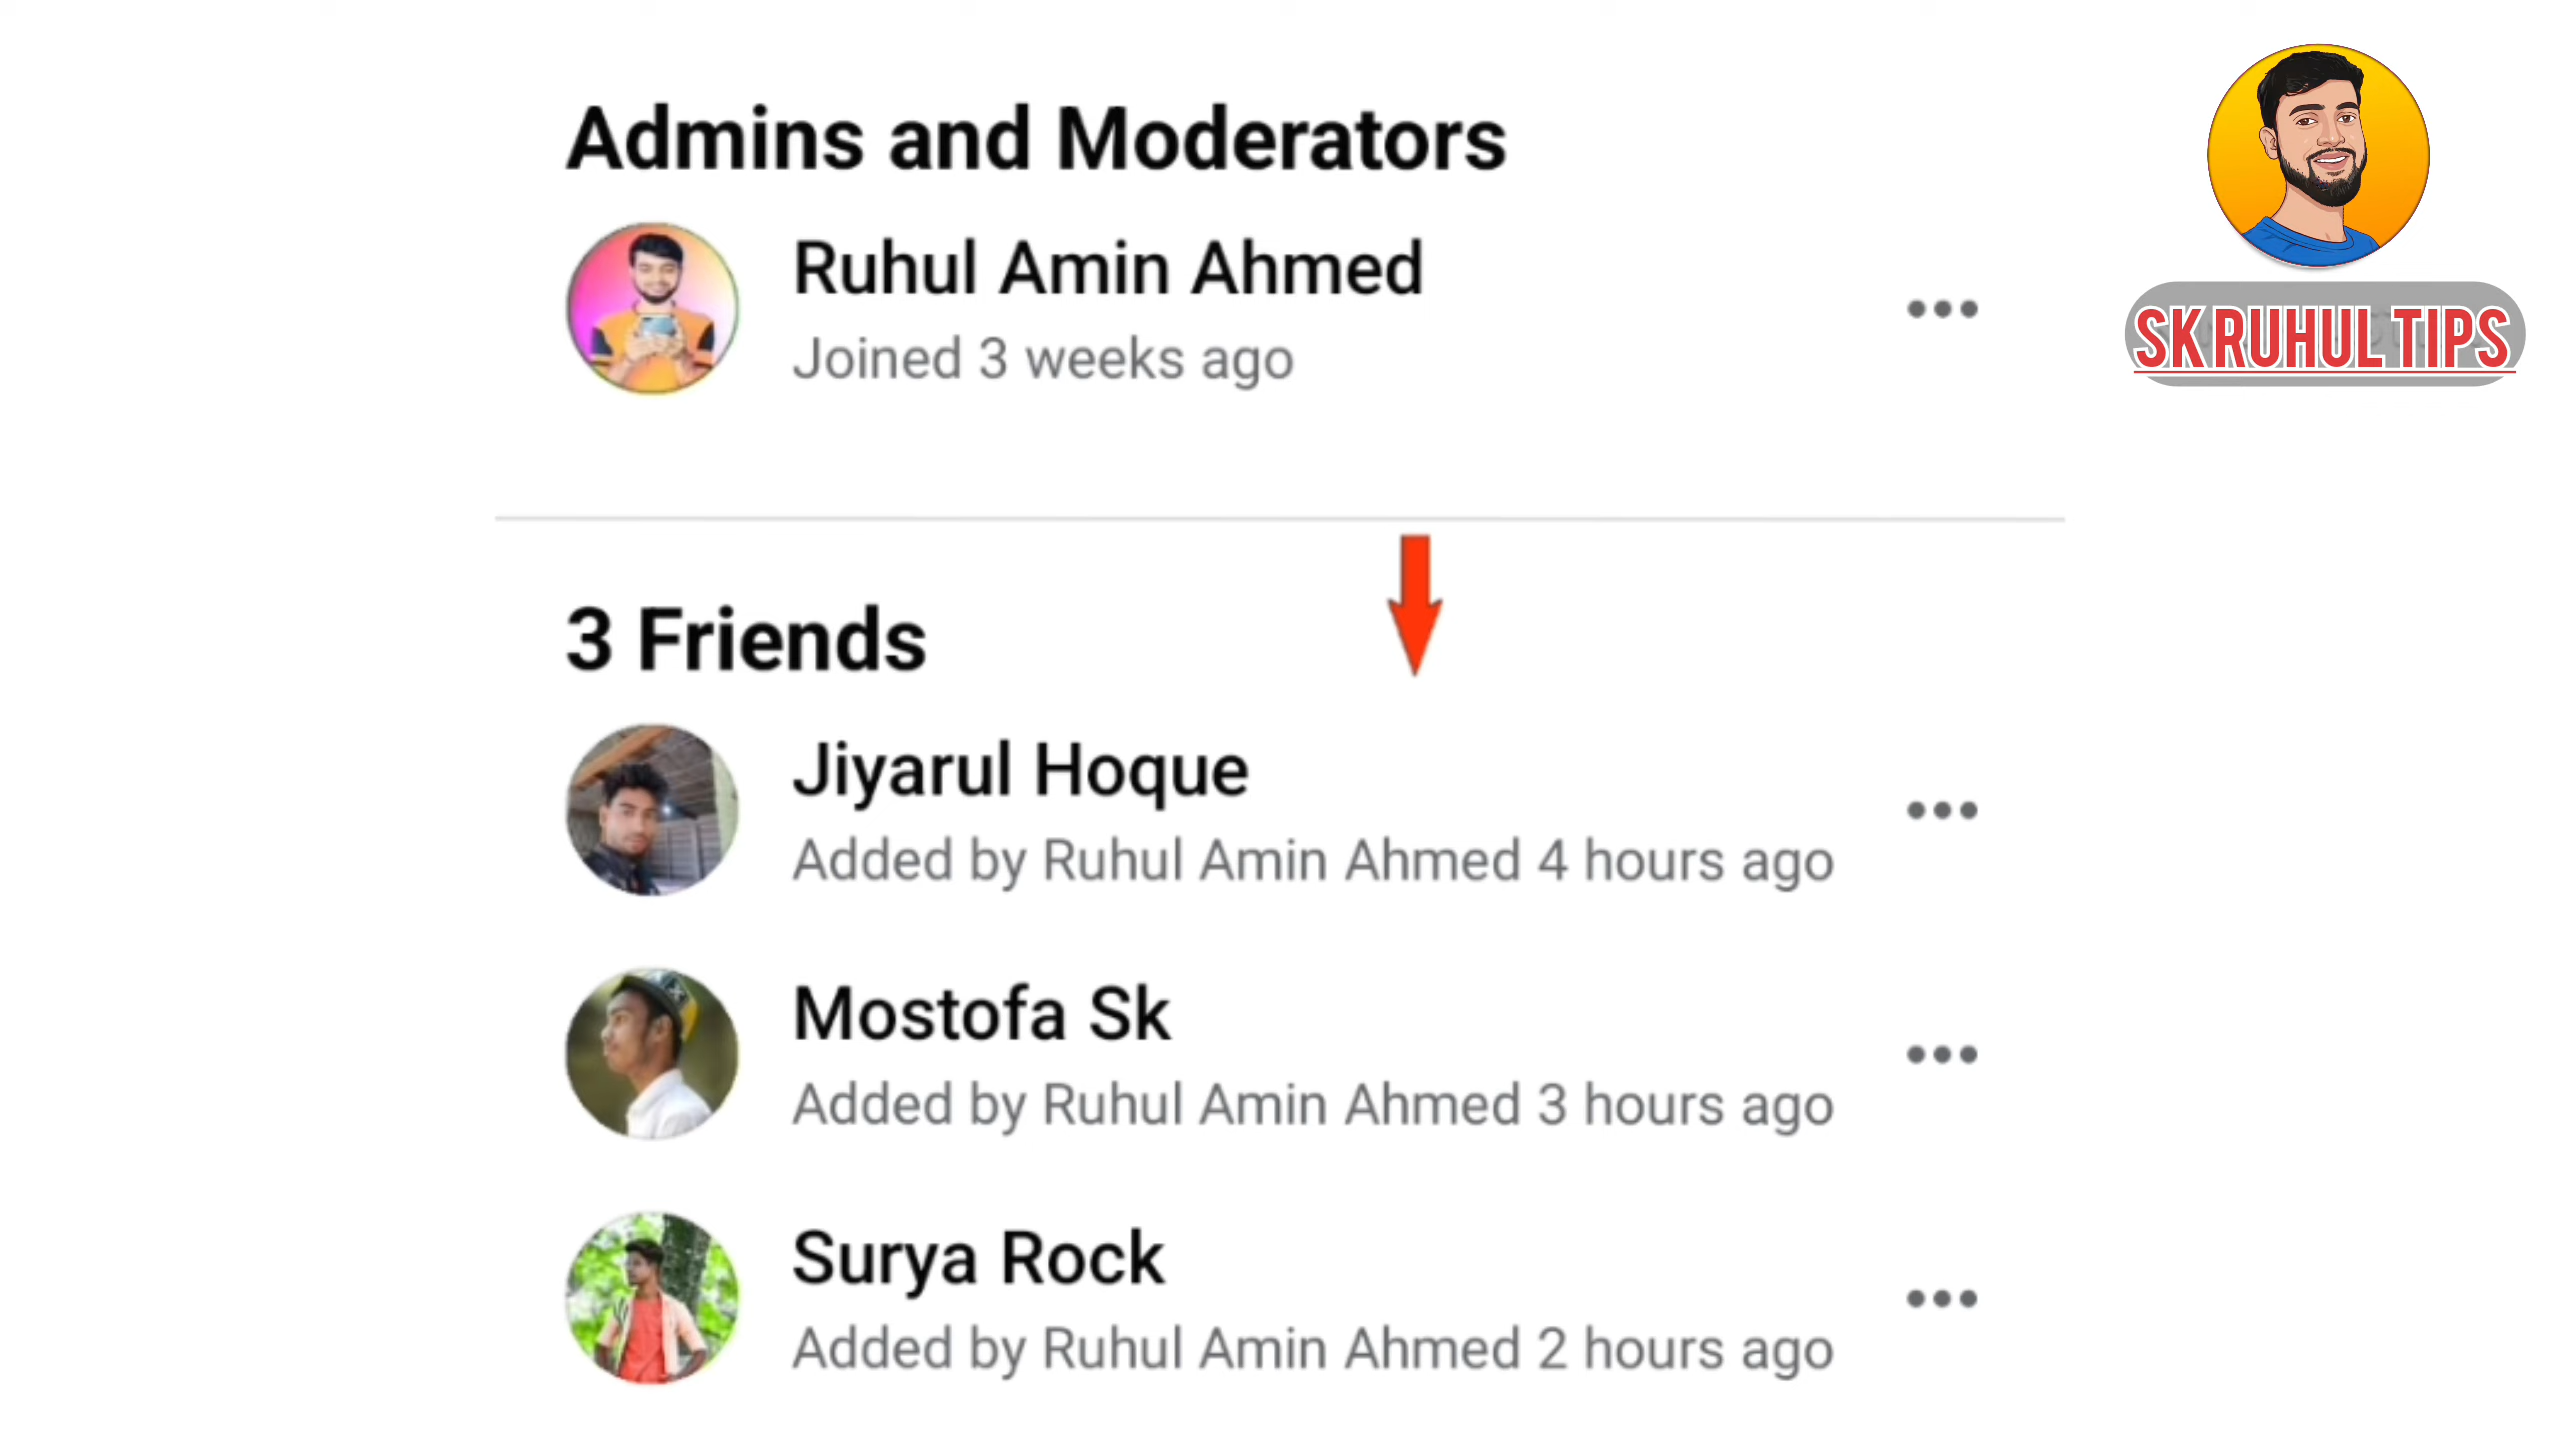 Admins and Moderators
Ruhul Amin Ahmed
Joined 3 weeks ago
SK RUHUL TIPS
3 Friends
Jiyarul Hoque
Added by Ruhul Amin Ahmed 4 hours ago
Mostofa Sk
Added by Ruhul Amin Ahmed 3 hours ago
Surya Rock
Added by Ruhul Amin Ahmed 2 hours ago